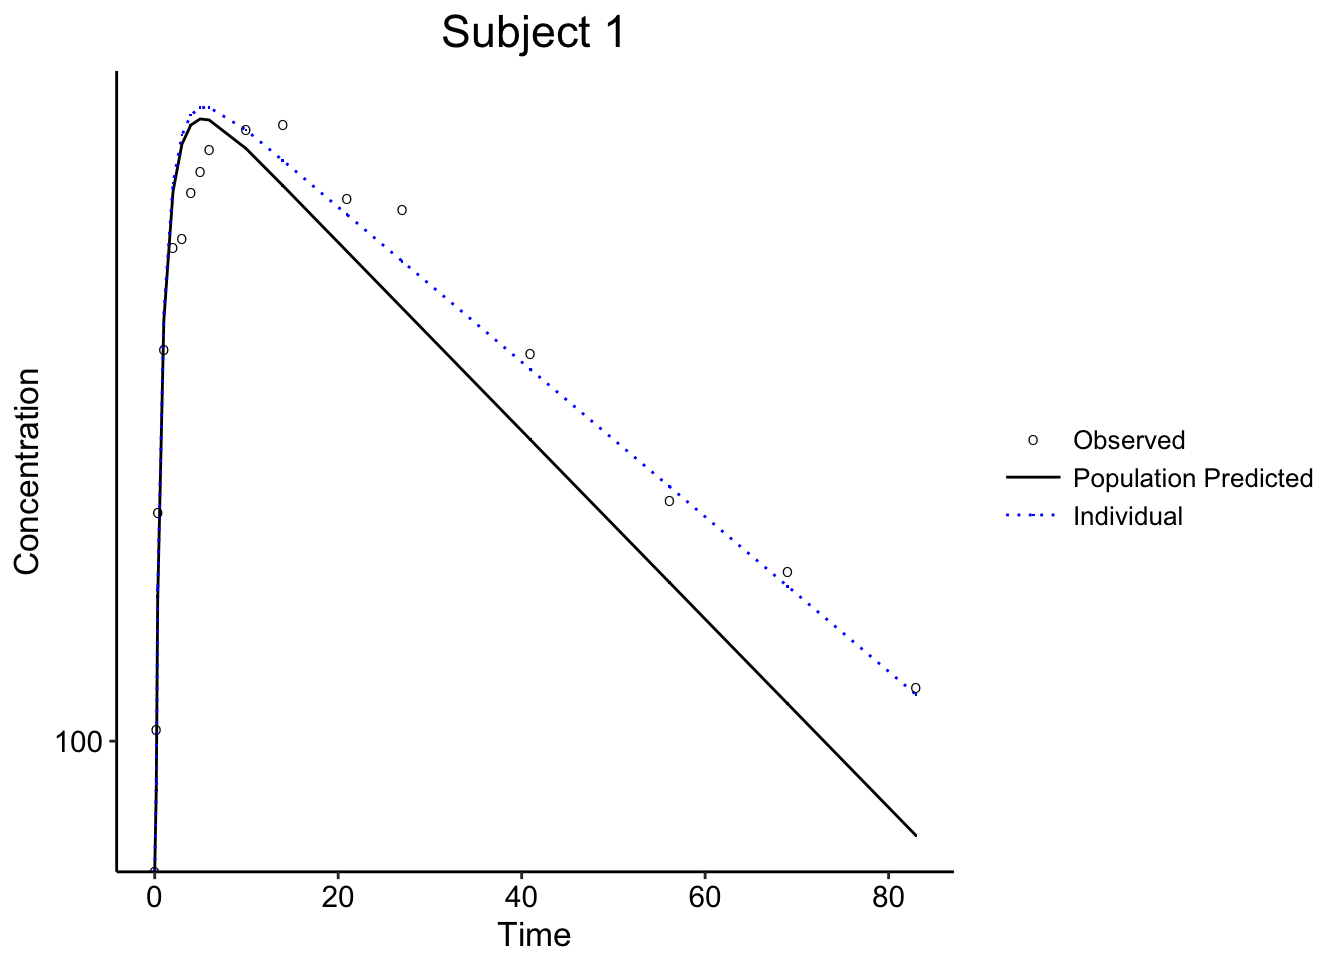 Subject 1
Concentration
100
0 20 40 60 80
Time
Observed
Population Predicted
Individual